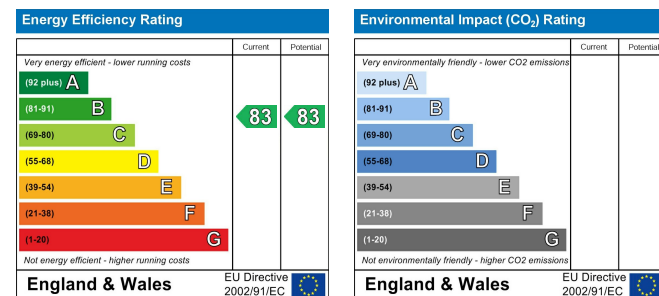 Energy Efficiency Rating
Current Potential
Very energy efficient - lower running costs
(92 plus) A
(81-91) B
83 83
(69-80) C
(55-68) D
(39-54) E
(21-38) F
(1-20) G
Not energy efficient - higher running costs
England & Wales
EU Directive
2002/91/EC
Environmental Impact (CO₂) Rating
Current Potential
Very environmentally friendly - lower CO2 emissions
(92 plus) A
(81-91) B
(69-80) C
(55-68) D
(39-54) E
(21-38) F
(1-20) G
Not environmentally friendly - higher CO2 emissions
England & Wales
EU Directive
2002/91/EC